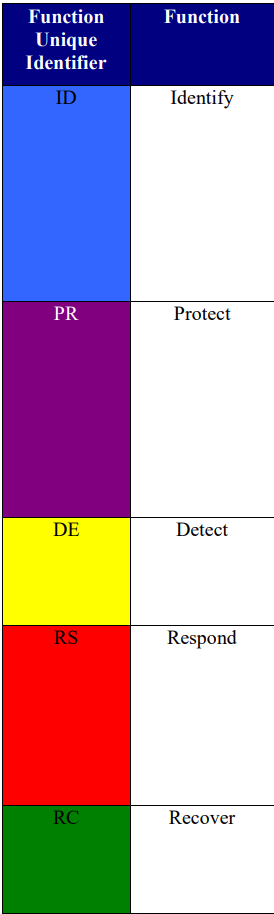 Function Unique Identifier Function
ID Identify
PR Protect
DE Detect
RS Respond
RC Recover